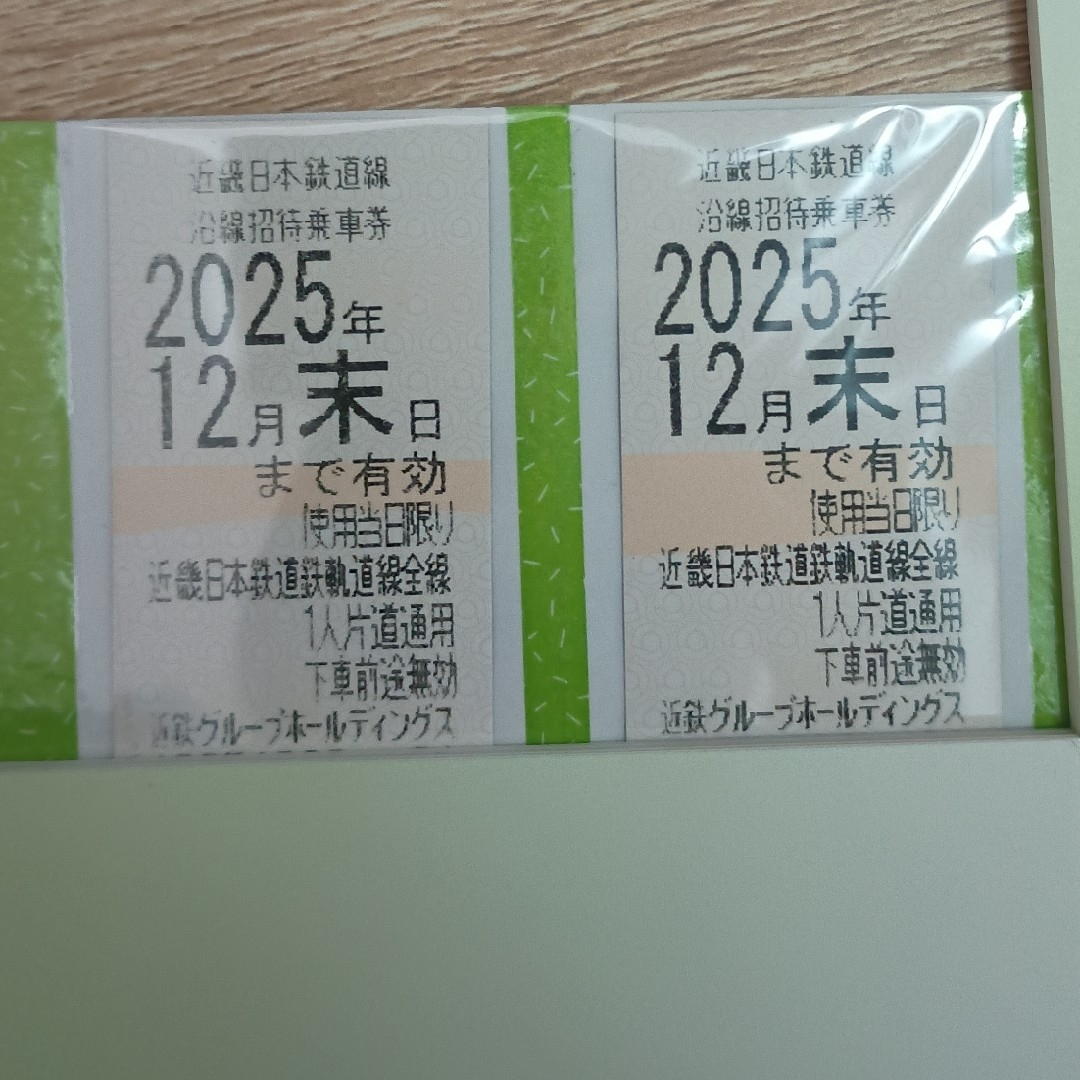 近畿日本鉄道線
沿線招待乗車券
2025年
12月末日
まで有効
使用当日限り
近畿日本鉄道鉄軌道線全線
1人片道通用
下車前途無効
近鉄グループホールディングス
近畿日本鉄道線
沿線招待乗車券
2025年
12月末日
まで有効
使用当日限り
近畿日本鉄道鉄軌道線全線
1人片道通用
下車前途無効
近鉄グループホールディングス